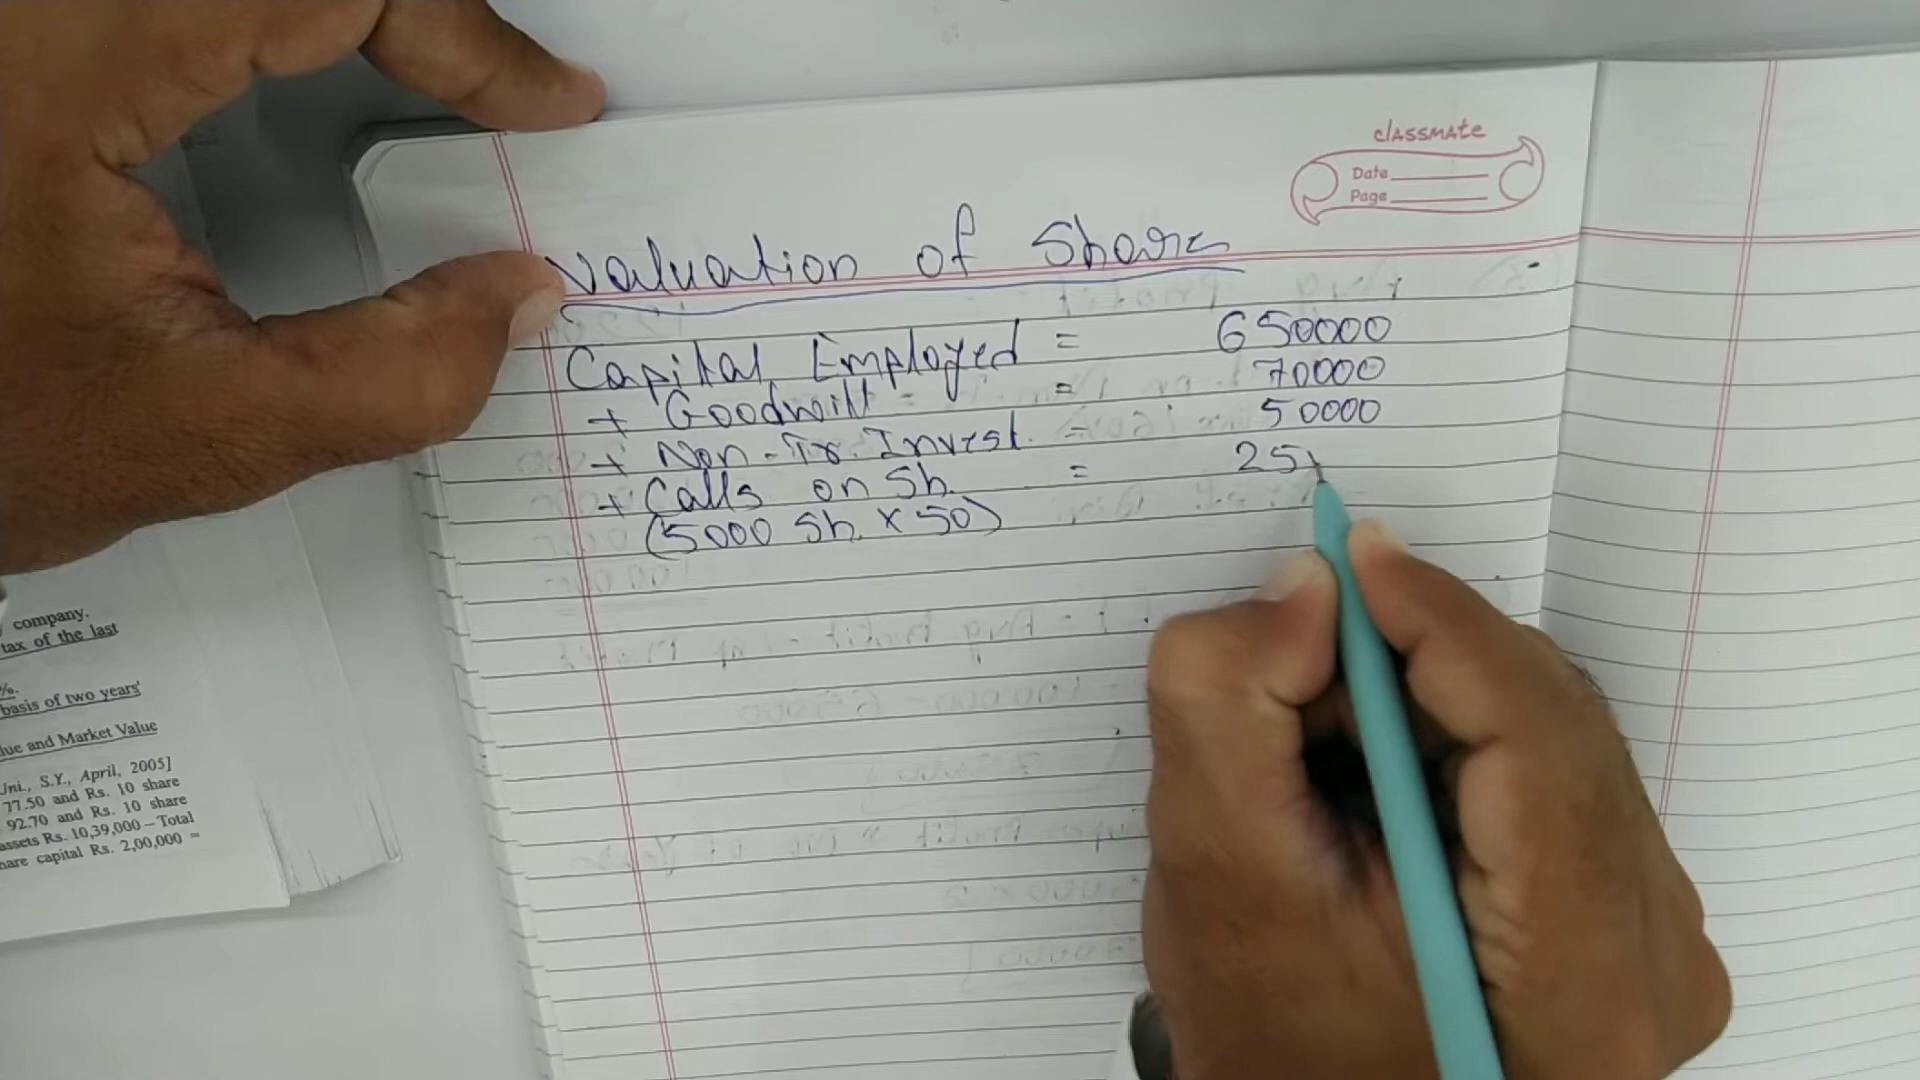 classmate
Date
Page
Valuation of Share
Capital Employed = 650000
+ Goodwill = 70000
+ Non-Tr. Invest. = 50000
+ Calls on Sh. = 25
(5000 Sh. x 50)
company.
tax of the last
%.
basis of two years'
lue and Market Value
Uni., S.Y., April, 2005]
77.50 and Rs. 10 share
92.70 and Rs. 10 share
assets Rs. 10,39,000 – Total
hare capital Rs. 2,00,000 =